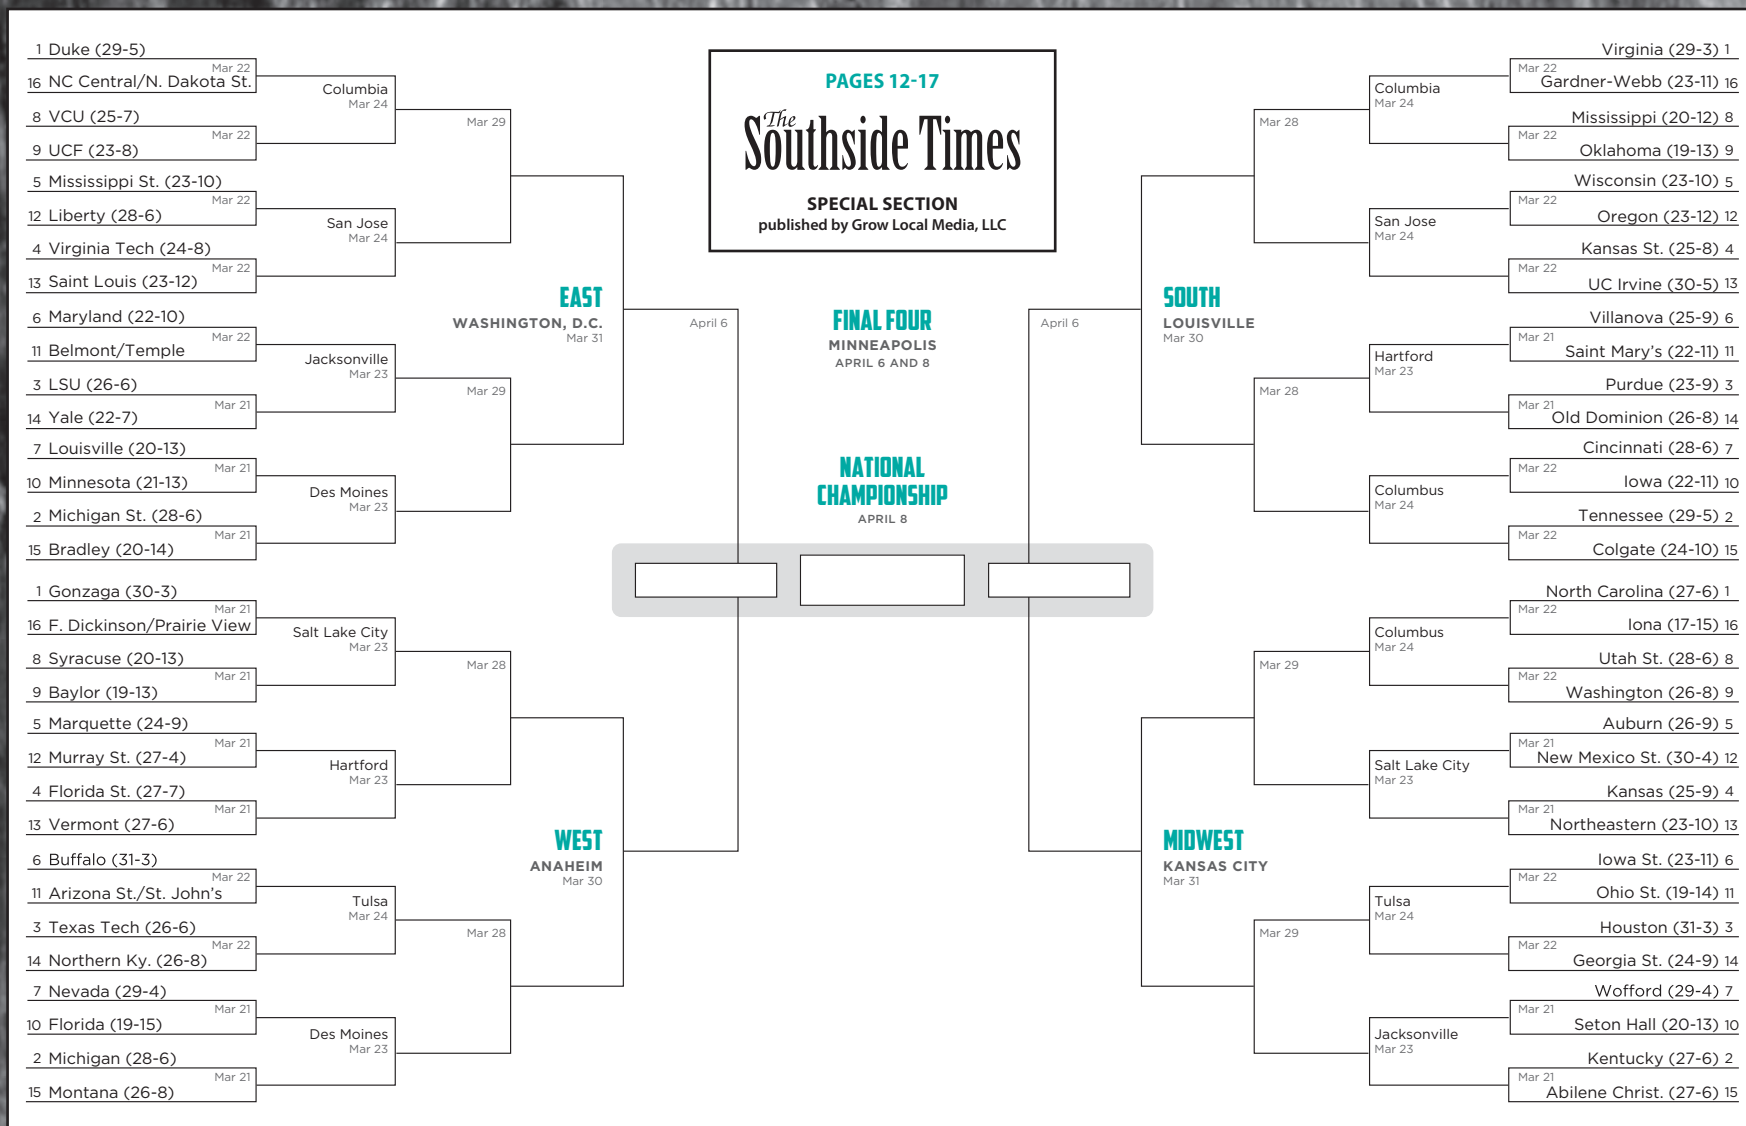 1 Duke (29-5)
Mar 22
16 NC Central/N. Dakota St.
Columbia
Mar 24
8 VCU (25-7)
Mar 22
9 UCF (23-8)
Mar 29
5 Mississippi St. (23-10)
Mar 22
12 Liberty (28-6)
San Jose
Mar 24
4 Virginia Tech (24-8)
Mar 22
13 Saint Louis (23-12)
EAST
WASHINGTON, D.C.
Mar 31
6 Maryland (22-10)
Mar 22
11 Belmont/Temple
Jacksonville
Mar 23
3 LSU (26-6)
Mar 21
14 Yale (22-7)
Mar 29
7 Louisville (20-13)
Mar 21
10 Minnesota (21-13)
Des Moines
Mar 23
2 Michigan St. (28-6)
Mar 21
15 Bradley (20-14)
April 6
1 Gonzaga (30-3)
Mar 21
16 F. Dickinson/Prairie View
Salt Lake City
Mar 23
8 Syracuse (20-13)
Mar 21
9 Baylor (19-13)
Mar 28
5 Marquette (24-9)
Mar 21
12 Murray St. (27-4)
Hartford
Mar 23
4 Florida St. (27-7)
Mar 21
13 Vermont (27-6)
WEST
ANAHEIM
Mar 30
6 Buffalo (31-3)
Mar 22
11 Arizona St./St. John's
Tulsa
Mar 24
3 Texas Tech (26-6)
Mar 22
14 Northern Ky. (26-8)
Mar 28
7 Nevada (29-4)
Mar 21
10 Florida (19-15)
Des Moines
Mar 23
2 Michigan (28-6)
Mar 21
15 Montana (26-8)
PAGES 12-17
The
Southside Times
SPECIAL SECTION
published by Grow Local Media, LLC
FINAL FOUR
MINNEAPOLIS
APRIL 6 AND 8
NATIONAL
CHAMPIONSHIP
APRIL 8
Virginia (29-3) 1
Mar 22
Gardner-Webb (23-11) 16
Columbia
Mar 24
Mississippi (20-12) 8
Mar 22
Oklahoma (19-13) 9
Mar 28
Wisconsin (23-10) 5
Mar 22
Oregon (23-12) 12
San Jose
Mar 24
Kansas St. (25-8) 4
Mar 22
UC Irvine (30-5) 13
SOUTH
LOUISVILLE
Mar 30
Villanova (25-9) 6
Mar 21
Saint Mary's (22-11) 11
Hartford
Mar 23
Purdue (23-9) 3
Mar 21
Old Dominion (26-8) 14
Mar 28
Cincinnati (28-6) 7
Mar 22
Iowa (22-11) 10
Columbus
Mar 24
Tennessee (29-5) 2
Mar 22
Colgate (24-10) 15
April 6
North Carolina (27-6) 1
Mar 22
Iona (17-15) 16
Columbus
Mar 24
Utah St. (28-6) 8
Mar 22
Washington (26-8) 9
Mar 29
Auburn (26-9) 5
Mar 21
New Mexico St. (30-4) 12
Salt Lake City
Mar 23
Kansas (25-9) 4
Mar 21
Northeastern (23-10) 13
MIDWEST
KANSAS CITY
Mar 31
Iowa St. (23-11) 6
Mar 22
Ohio St. (19-14) 11
Tulsa
Mar 24
Houston (31-3) 3
Mar 22
Georgia St. (24-9) 14
Mar 29
Wofford (29-4) 7
Mar 21
Seton Hall (20-13) 10
Jacksonville
Mar 23
Kentucky (27-6) 2
Mar 21
Abilene Christ. (27-6) 15